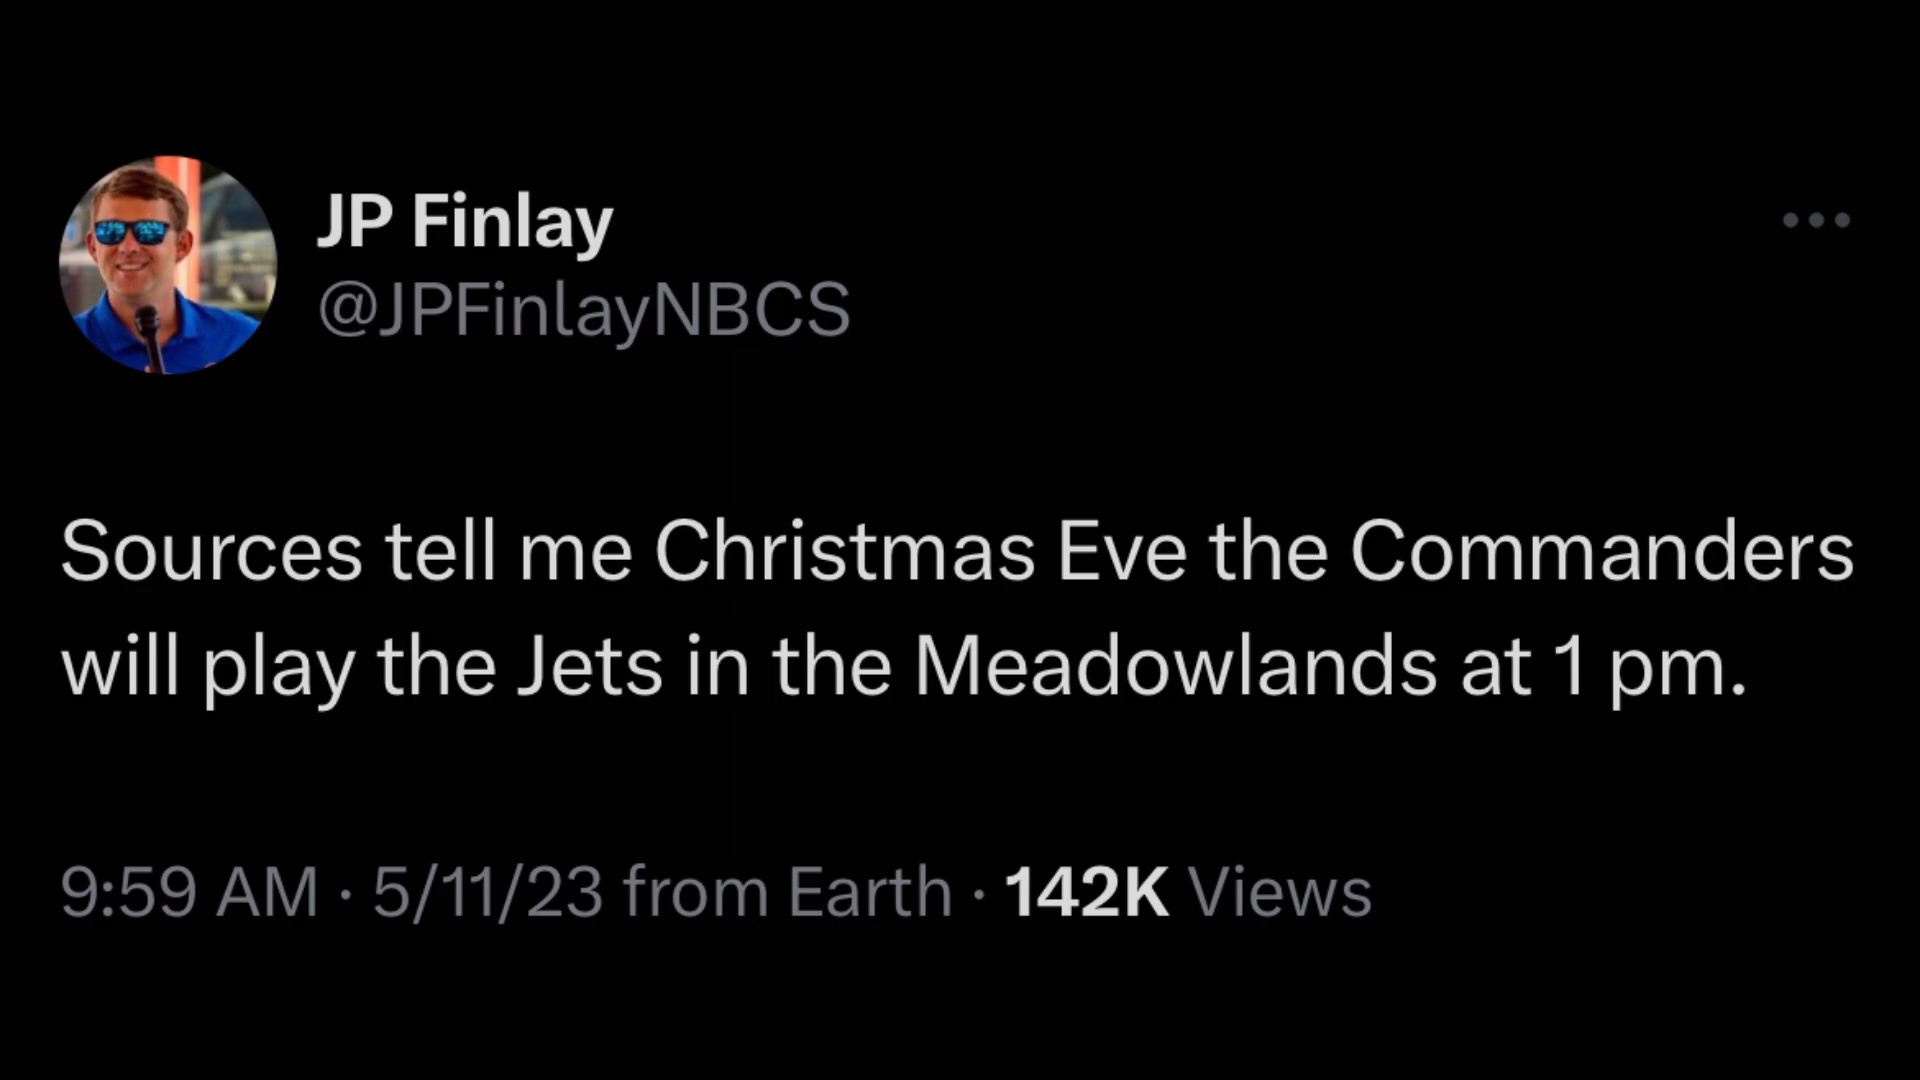 JP Finlay
@JPFinlayNBCS
Sources tell me Christmas Eve the Commanders
will play the Jets in the Meadowlands at 1 pm.
9:59 AM · 5/11/23 from Earth · 142K Views